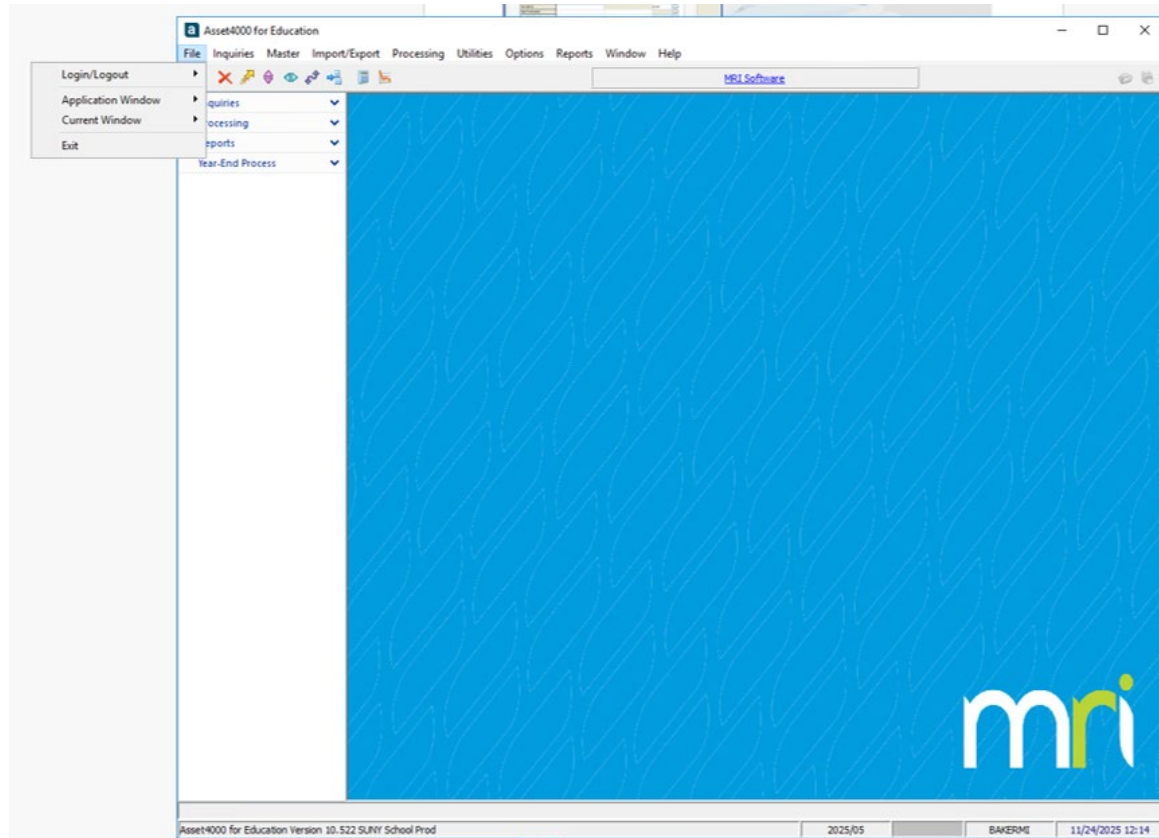 Asset4000 for Education
File Inquiries Master Import/Export Processing Utilities Options Reports Window Help
MRI Software
Login/Logout
Application Window
Current Window
Exit
quiries
ocessing
eports
Year-End Process
mri
Asset4000 for Education Version 10.522 SUNY School Prod 2025/05 BAKERMI 11/24/2025 12:14